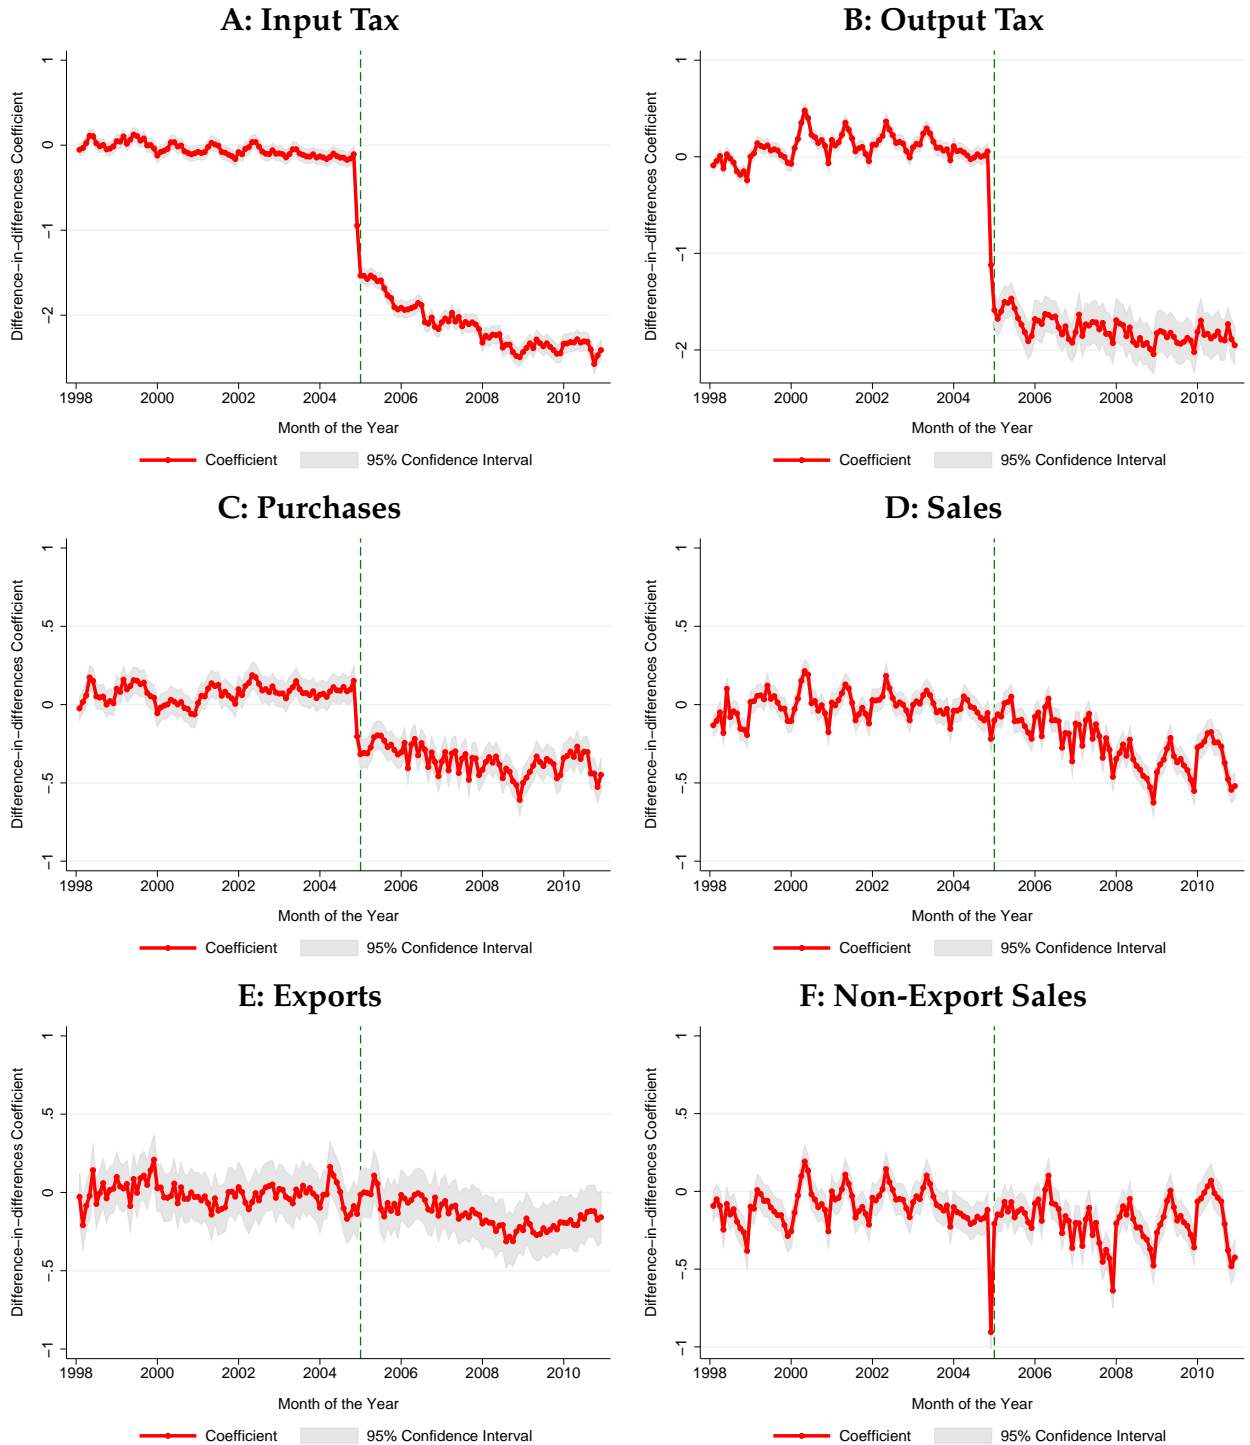 A: Input Tax
Difference−in−differences Coefficient
1
0
−1
−2
1998 2000 2002 2004 2006 2008 2010
Month of the Year
Coefficient 95% Confidence Interval
B: Output Tax
Difference−in−differences Coefficient
1
0
−1
−2
1998 2000 2002 2004 2006 2008 2010
Month of the Year
Coefficient 95% Confidence Interval
C: Purchases
Difference−in−differences Coefficient
1
.5
0
−.5
−1
1998 2000 2002 2004 2006 2008 2010
Month of the Year
Coefficient 95% Confidence Interval
D: Sales
Difference−in−differences Coefficient
1
.5
0
−.5
−1
1998 2000 2002 2004 2006 2008 2010
Month of the Year
Coefficient 95% Confidence Interval
E: Exports
Difference−in−differences Coefficient
1
.5
0
−.5
−1
1998 2000 2002 2004 2006 2008 2010
Month of the Year
Coefficient 95% Confidence Interval
F: Non-Export Sales
Difference−in−differences Coefficient
1
.5
0
−.5
−1
1998 2000 2002 2004 2006 2008 2010
Month of the Year
Coefficient 95% Confidence Interval